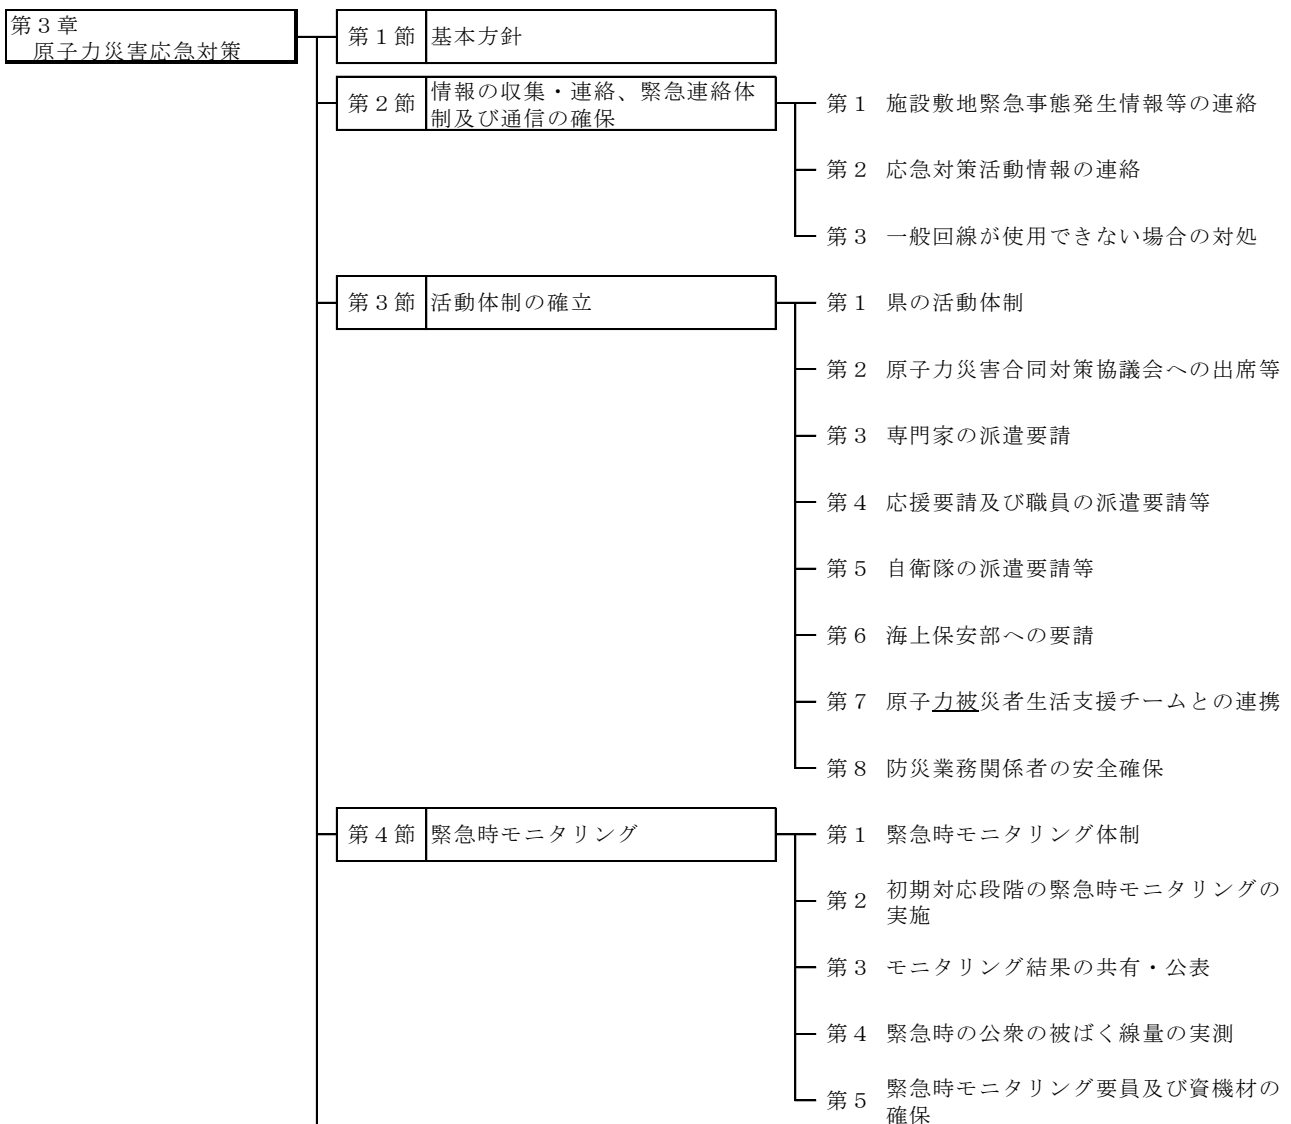 第３章
原子力災害応急対策
第１節 基本方針
第２節 情報の収集・連絡、緊急連絡体
制及び通信の確保
第１ 施設敷地緊急事態発生情報等の連絡
第２ 応急対策活動情報の連絡
第３ 一般回線が使用できない場合の対処
第３節 活動体制の確立
第１ 県の活動体制
第２ 原子力災害合同対策協議会への出席等
第３ 専門家の派遣要請
第４ 応援要請及び職員の派遣要請等
第５ 自衛隊の派遣要請等
第６ 海上保安部への要請
第７ 原子力被災者生活支援チームとの連携
第８ 防災業務関係者の安全確保
第４節 緊急時モニタリング
第１ 緊急時モニタリング体制
第２ 初期対応段階の緊急時モニタリングの
実施
第３ モニタリング結果の共有・公表
第４ 緊急時の公衆の被ばく線量の実測
第５ 緊急時モニタリング要員及び資機材の
確保